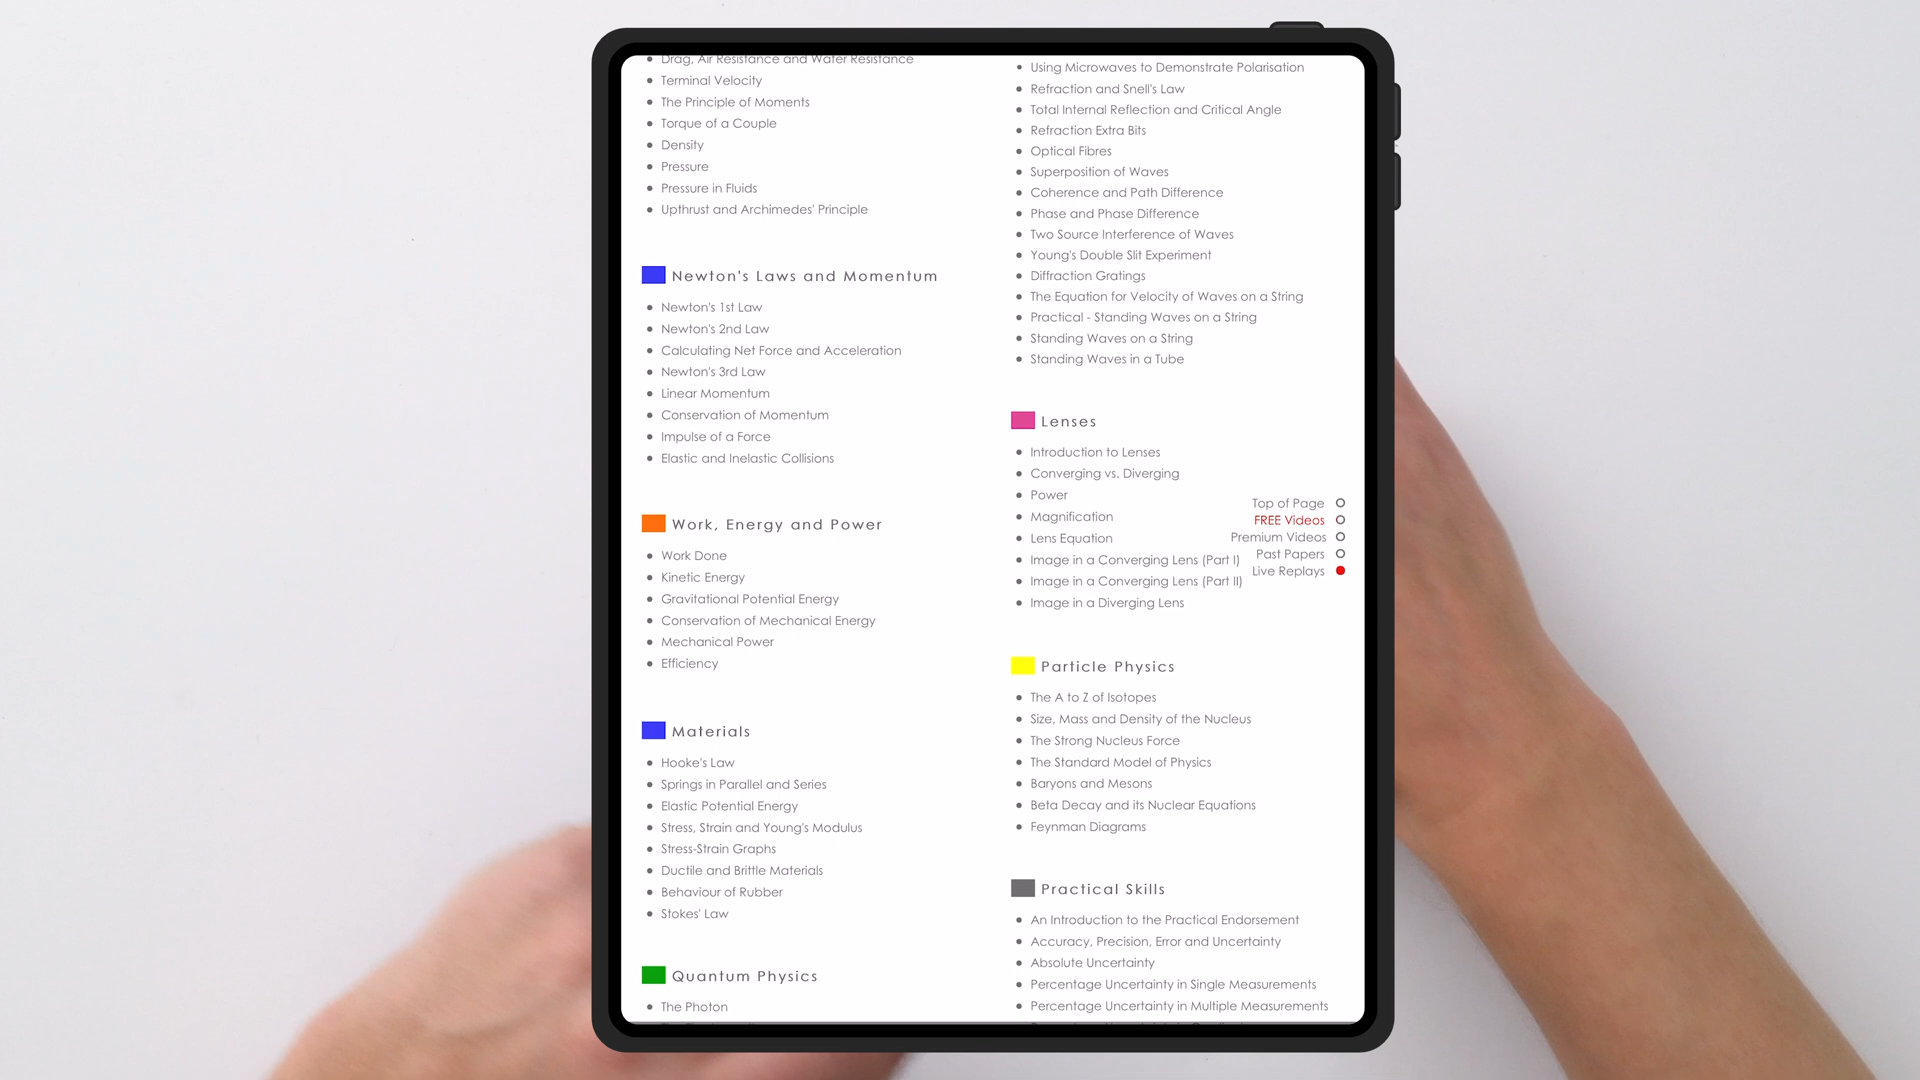 Drag, Air Resistance and Water Resistance
Terminal Velocity
The Principle of Moments
Torque of a Couple
Density
Pressure
Pressure in Fluids
Upthrust and Archimedes' Principle
Newton's Laws and Momentum
Newton's 1st Law
Newton's 2nd Law
Calculating Net Force and Acceleration
Newton's 3rd Law
Linear Momentum
Conservation of Momentum
Impulse of a Force
Elastic and Inelastic Collisions
Work, Energy and Power
Work Done
Kinetic Energy
Gravitational Potential Energy
Conservation of Mechanical Energy
Mechanical Power
Efficiency
Materials
Hooke's Law
Springs in Parallel and Series
Elastic Potential Energy
Stress, Strain and Young's Modulus
Stress-Strain Graphs
Ductile and Brittle Materials
Behaviour of Rubber
Stokes' Law
Quantum Physics
The Photon
Using Microwaves to Demonstrate Polarisation
Refraction and Snell's Law
Total Internal Reflection and Critical Angle
Refraction Extra Bits
Optical Fibres
Superposition of Waves
Coherence and Path Difference
Phase and Phase Difference
Two Source Interference of Waves
Young's Double Slit Experiment
Diffraction Gratings
The Equation for Velocity of Waves on a String
Practical - Standing Waves on a String
Standing Waves on a String
Standing Waves in a Tube
Lenses
Introduction to Lenses
Converging vs. Diverging
Power
Magnification
Lens Equation
Image in a Converging Lens (Part I)
Image in a Converging Lens (Part II)
Image in a Diverging Lens
Top of Page
FREE Videos
Premium Videos
Past Papers
Live Replays
Particle Physics
The A to Z of Isotopes
Size, Mass and Density of the Nucleus
The Strong Nucleus Force
The Standard Model of Physics
Baryons and Mesons
Beta Decay and its Nuclear Equations
Feynman Diagrams
Practical Skills
An Introduction to the Practical Endorsement
Accuracy, Precision, Error and Uncertainty
Absolute Uncertainty
Percentage Uncertainty in Single Measurements
Percentage Uncertainty in Multiple Measurements